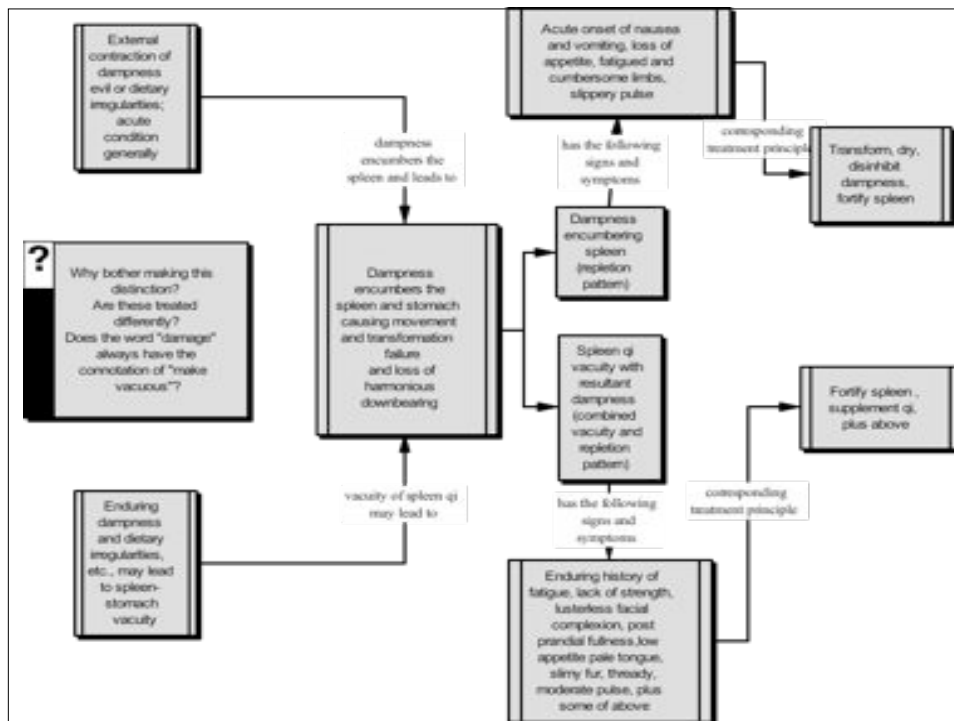 External
contraction of
dampness
evil or dietary
irregularities;
acute
condition
generally
dampness
encumbers the
spleen and leads to
Acute onset of nausea
and vomiting, loss of
appetite, fatigued and
cumbersome limbs,
slippery pulse
has the following
signs and
symptoms
corresponding
treatment principle
Transform, dry,
disinhibit
dampness,
fortify spleen
?
Why bother making this
distinction?
Are these treated
differently?
Does the word "damage"
always have the
connotation of "make
vacuous"?
Dampness
encumbers the
spleen and stomach
causing movement
and transformation
failure
and loss of
harmonious
downbearing
Dampness
encumbering
spleen
(repletion
pattern)
Spleen qi
vacuity with
resultant
dampness
(combined
vacuity and
repletion
pattern)
Fortify spleen ,
supplement qi,
plus above
Enduring
dampness
and dietary
irregularities,
etc., may lead
to spleen-
stomach
vacuity
vacuity of spleen qi
may lead to
has the following
signs and
symptoms
corresponding
treatment principle
Enduring history of
fatigue, lack of strength,
lusterless facial
complexion, post
prandial fullness,low
appetite pale tongue,
slimy fur, thready,
moderate pulse, plus
some of above